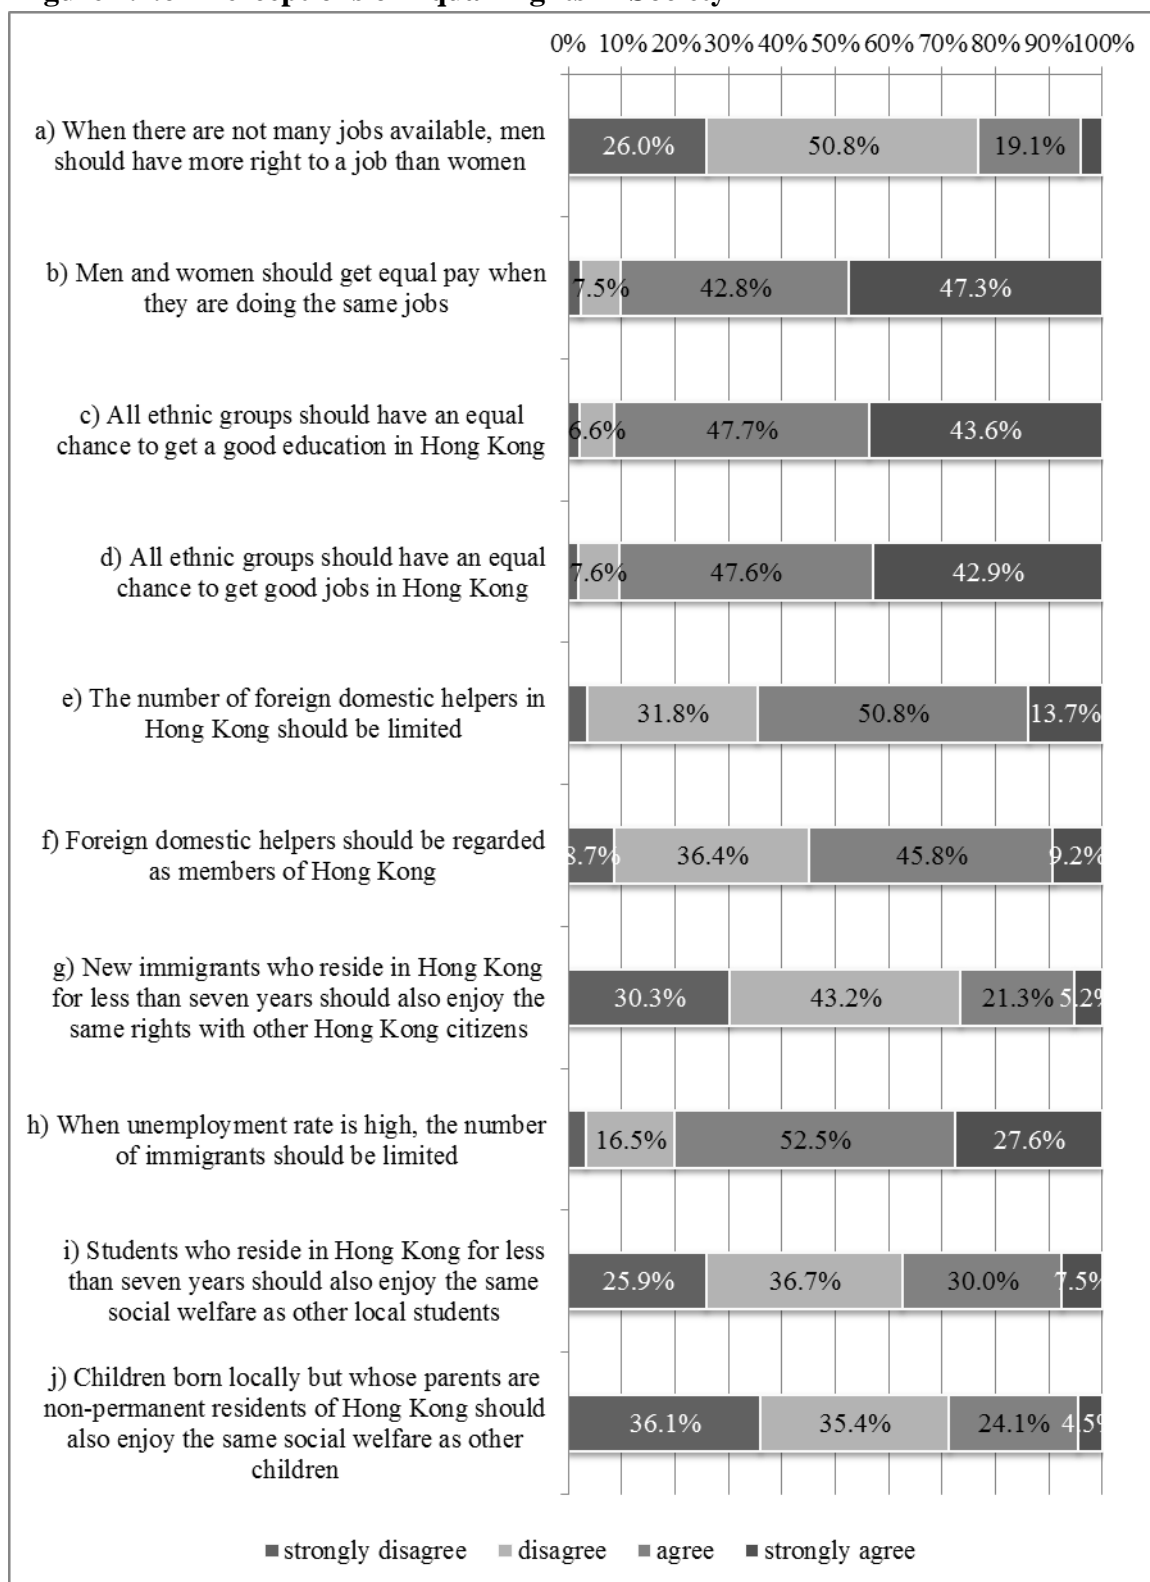 0% 10% 20% 30% 40% 50% 60% 70% 80% 90% 100%
a) When there are not many jobs available, men
should have more right to a job than women
26.0% 50.8% 19.1%
b) Men and women should get equal pay when
they are doing the same jobs
7.5% 42.8% 47.3%
c) All ethnic groups should have an equal
chance to get a good education in Hong Kong
6.6% 47.7% 43.6%
d) All ethnic groups should have an equal
chance to get good jobs in Hong Kong
7.6% 47.6% 42.9%
e) The number of foreign domestic helpers in
Hong Kong should be limited
31.8% 50.8% 13.7%
f) Foreign domestic helpers should be regarded
as members of Hong Kong
8.7% 36.4% 45.8% 9.2%
g) New immigrants who reside in Hong Kong
for less than seven years should also enjoy the
same rights with other Hong Kong citizens
30.3% 43.2% 21.3% 5.2%
h) When unemployment rate is high, the number
of immigrants should be limited
16.5% 52.5% 27.6%
i) Students who reside in Hong Kong for less
than seven years should also enjoy the same
social welfare as other local students
25.9% 36.7% 30.0% 7.5%
j) Children born locally but whose parents are
non-permanent residents of Hong Kong should
also enjoy the same social welfare as other
children
36.1% 35.4% 24.1% 4.5%
strongly disagree disagree agree strongly agree